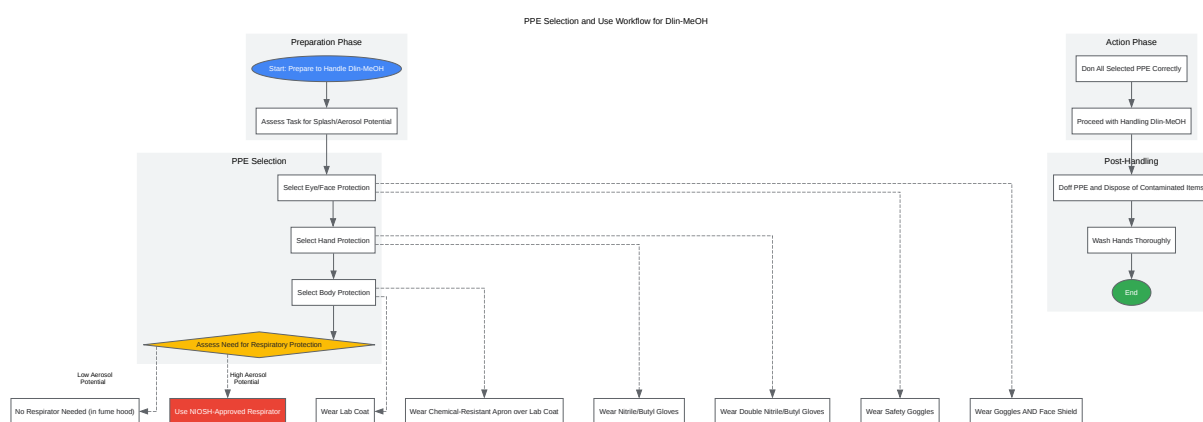 PPE Selection and Use Workflow for Dlin-MeOH
Preparation Phase
Start: Prepare to Handle Dlin-MeOH
Assess Task for Splash/Aerosol Potential
PPE Selection
Select Eye/Face Protection
Select Hand Protection
Select Body Protection
Assess Need for Respiratory Protection
Low Aerosol
Potential
High Aerosol
Potential
No Respirator Needed (in fume hood)
Use NIOSH-Approved Respirator
Wear Lab Coat
Wear Chemical-Resistant Apron over Lab Coat
Wear Nitrile/Butyl Gloves
Wear Double Nitrile/Butyl Gloves
Wear Safety Goggles
Wear Goggles AND Face Shield
Action Phase
Don All Selected PPE Correctly
Proceed with Handling Dlin-MeOH
Post-Handling
Doff PPE and Dispose of Contaminated Items
Wash Hands Thoroughly
End